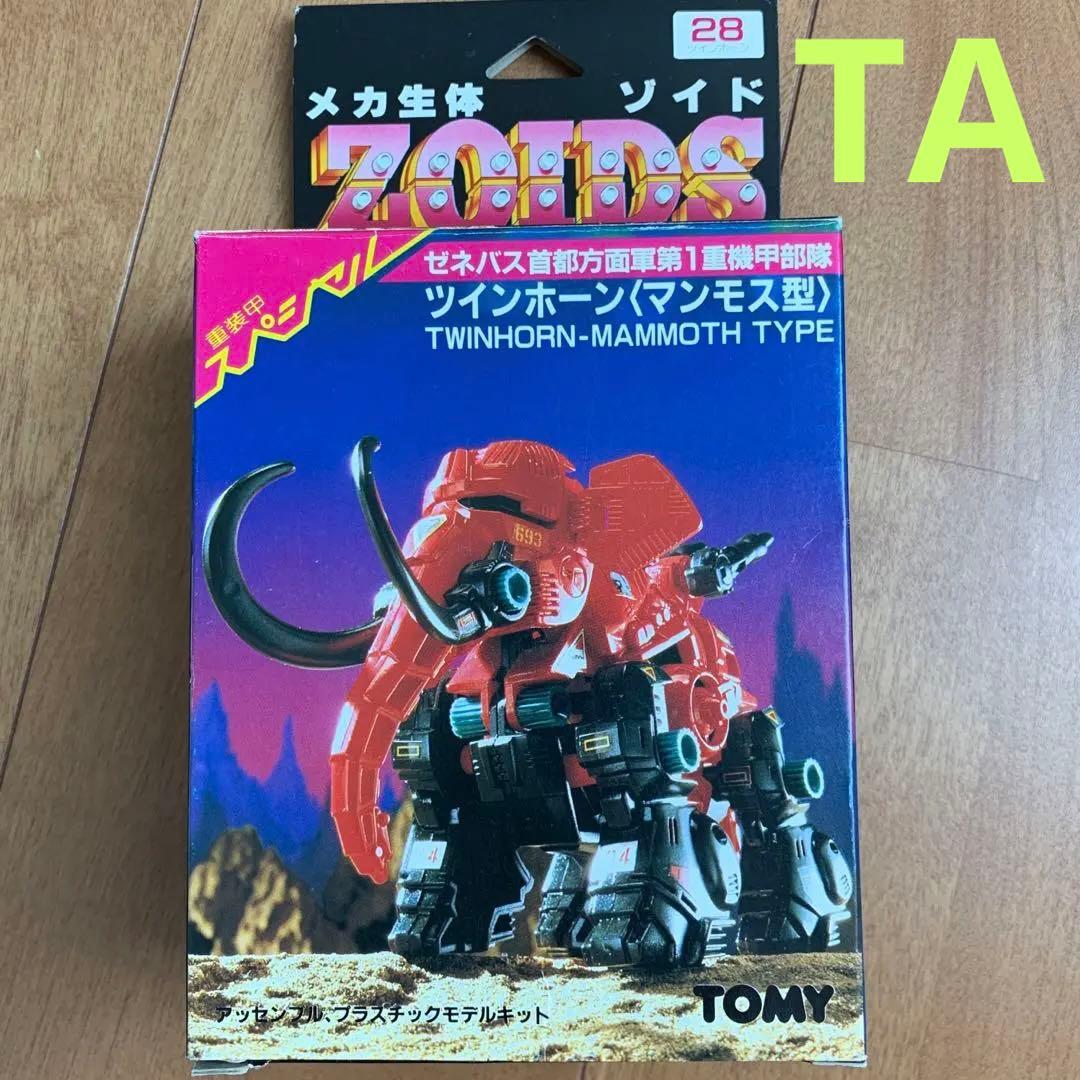 TA
28
ツインホーン
メカ生体 ゾイド
ZOIDS
重装甲
スペシャル
ゼネバス首都方面軍第1重機甲部隊
ツインホーン〈マンモス型〉
TWINHORN-MAMMOTH TYPE
693
4
4
アッセンブル、プラスチックモデルキット
TOMY